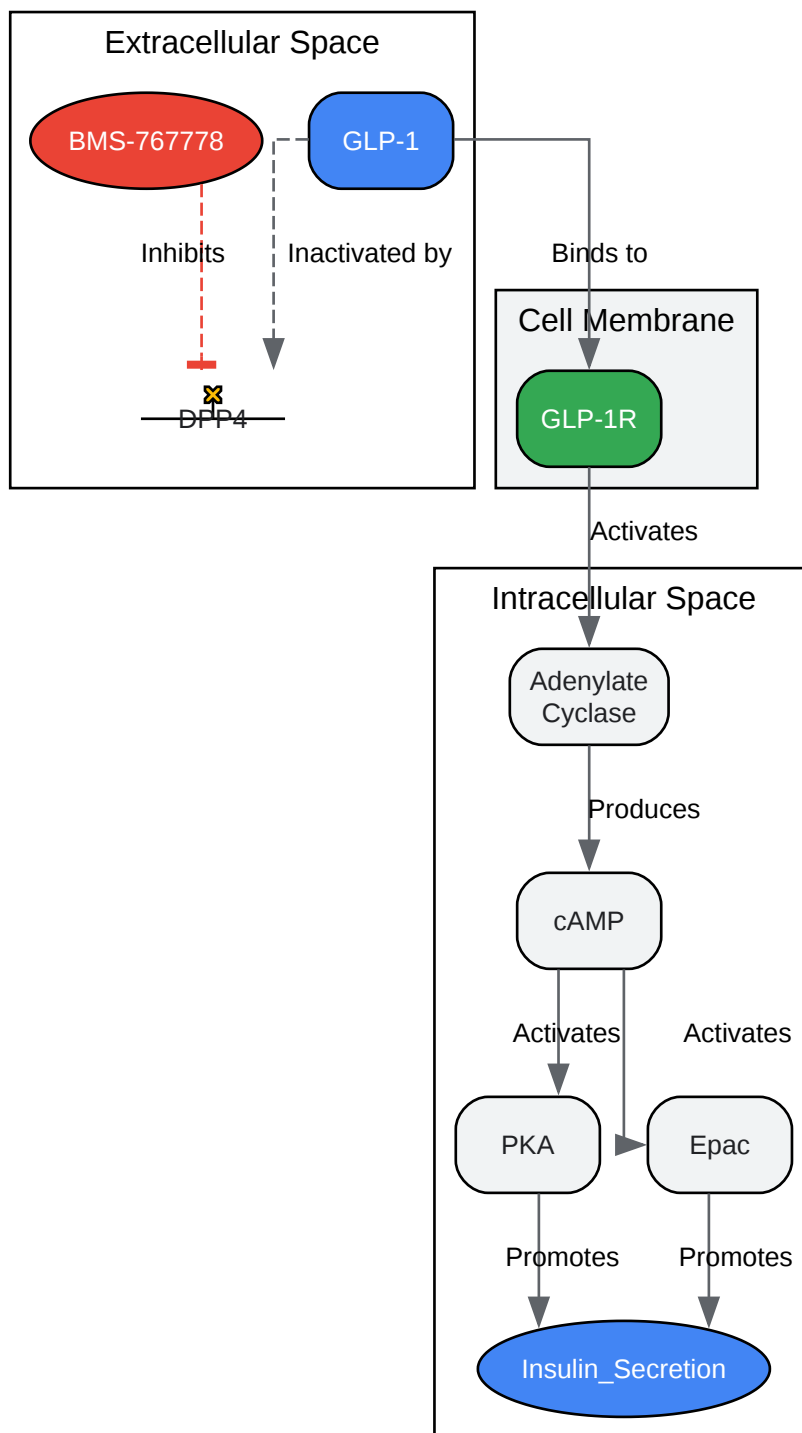 Extracellular Space
BMS-767778
GLP-1
Inhibits
Inactivated by
Binds to
Cell Membrane
DPP4
GLP-1R
Activates
Intracellular Space
Adenylate
Cyclase
Produces
cAMP
Activates
Activates
PKA
Epac
Promotes
Promotes
Insulin_Secretion